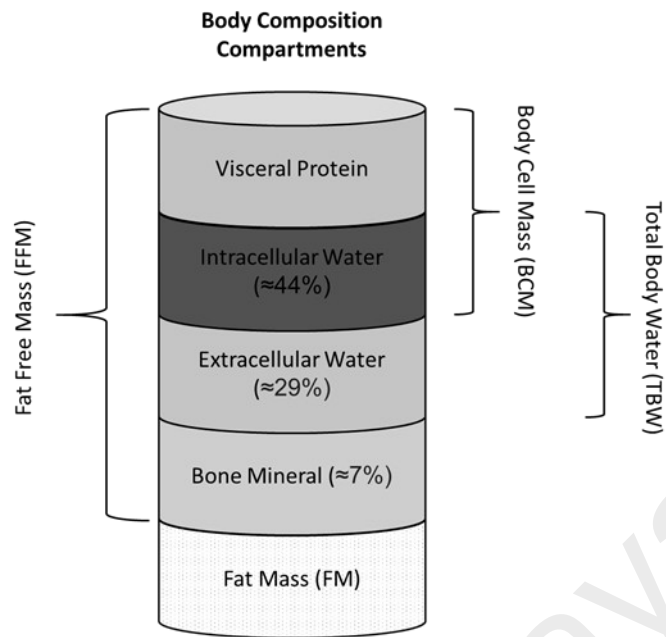 Body Composition
Compartments
Visceral Protein
Intracellular Water
(≈44%)
Extracellular Water
(≈29%)
Bone Mineral (≈7%)
Fat Mass (FM)
Fat Free Mass (FFM)
Body Cell Mass (BCM)
Total Body Water (TBW)